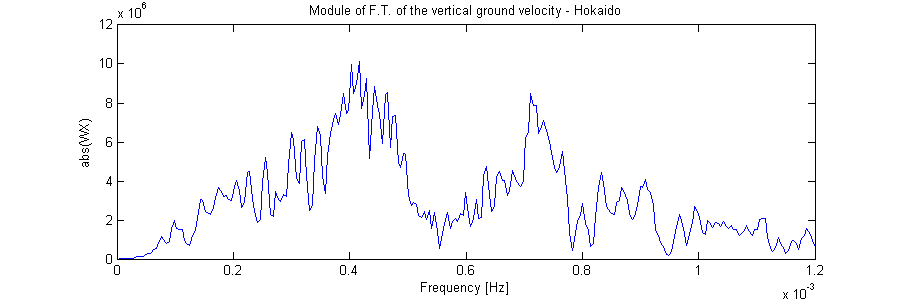 Module of F.T. of the vertical ground velocity - Hokaido
x 10^6
12
10
8
6
4
2
0
abs(WX)
0 0.2 0.4 0.6 0.8 1 1.2
Frequency [Hz]
x 10^-3